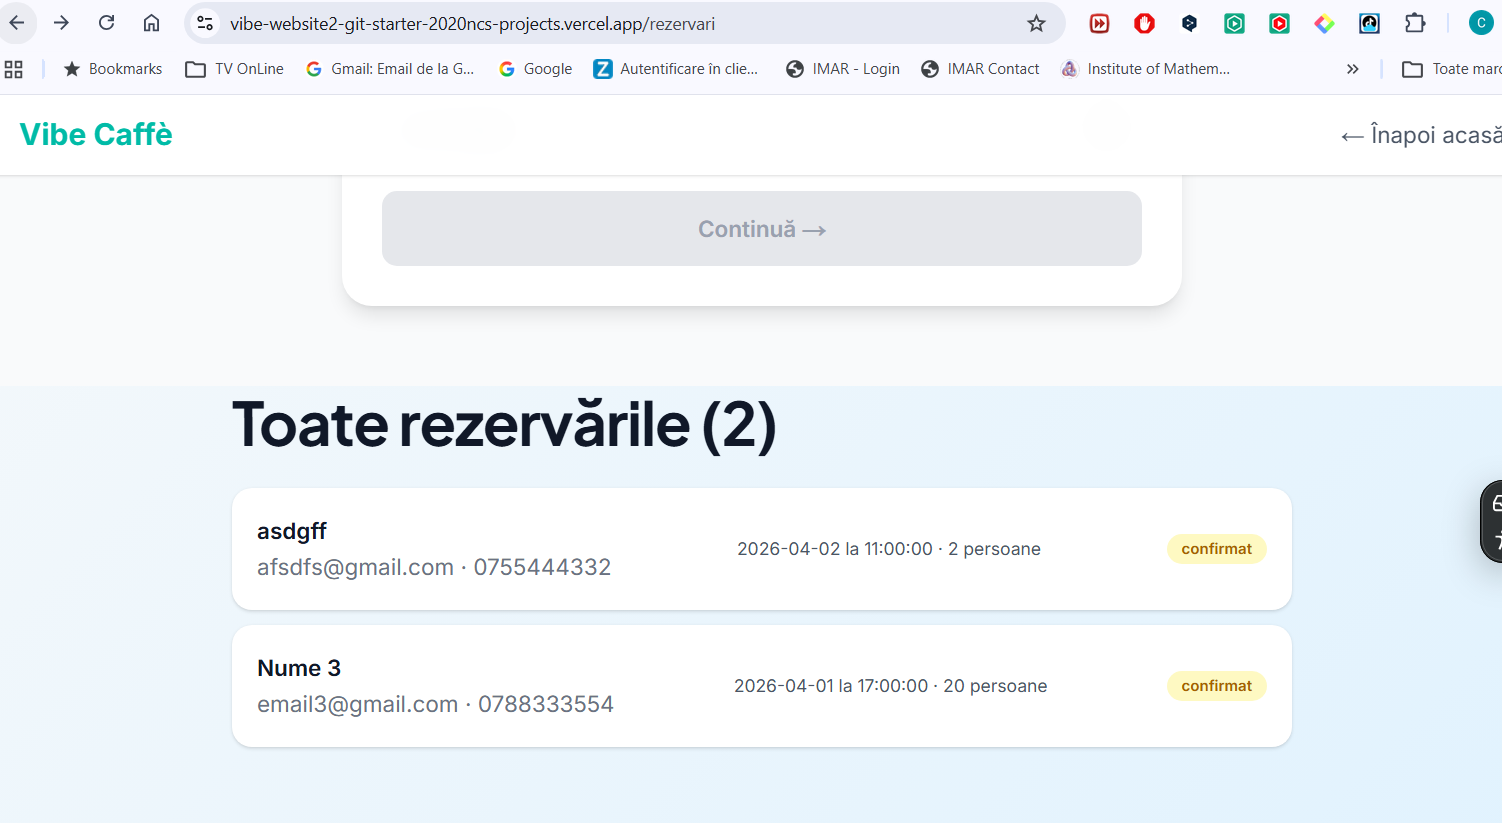 vibe-website2-git-starter-2020ncs-projects.vercel.app/rezervari
C
Bookmarks
TV OnLine
Gmail: Email de la G...
Google
Z
Autentificare în clie...
IMAR - Login
IMAR Contact
Institute of Mathem...
Toate marc
Vibe Caffè
← Înapoi acasă
Continuă →
Toate rezervările (2)
asdgff
afsdfs@gmail.com · 0755444332
2026-04-02 la 11:00:00 · 2 persoane
confirmat
Nume 3
email3@gmail.com · 0788333554
2026-04-01 la 17:00:00 · 20 persoane
confirmat